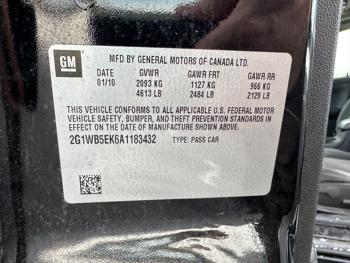 GM
MFD BY GENERAL MOTORS OF CANADA LTD.
DATE GVWR GAWR FRT GAWR RR
01/10 2093 KG 1127 KG 966 KG
4613 LB 2484 LB 2129 LB
THIS VEHICLE CONFORMS TO ALL APPLICABLE U.S. FEDERAL MOTOR
VEHICLE SAFETY, BUMPER, AND THEFT PREVENTION STANDARDS
IN EFFECT ON THE DATE OF MANUFACTURE SHOWN ABOVE.
2G1WB5EK6A1183432 TYPE: PASS CAR